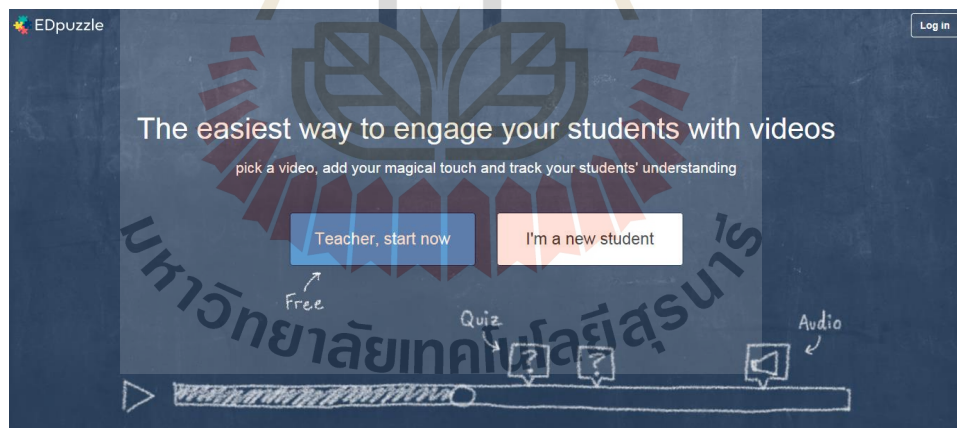 EDpuzzle
Log in
The easiest way to engage your students with videos
pick a video, add your magical touch and track your students' understanding
Teacher, start now
I'm a new student
Free
Quiz
Audio
?
?
มหาวิทยาลัยเทคโนโลยีสุรนารี